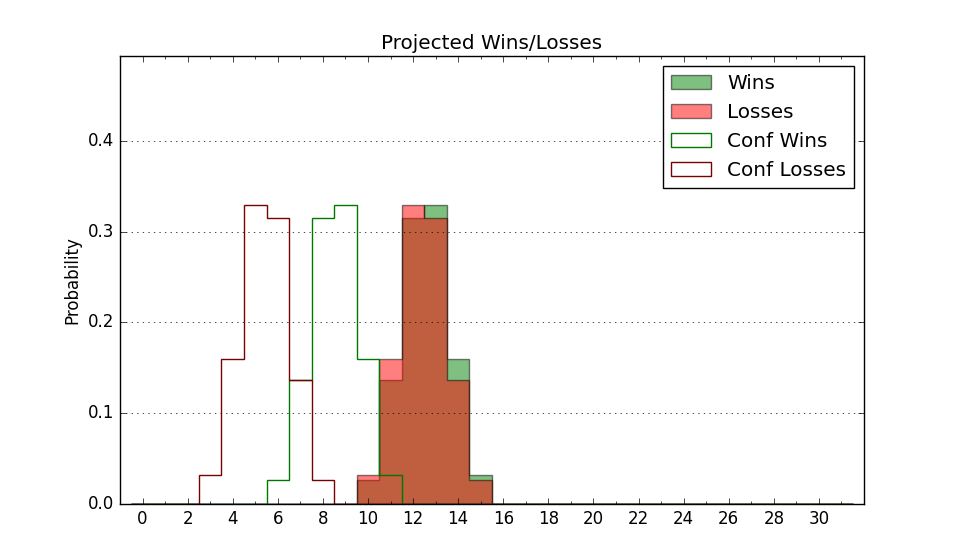 Projected Wins/Losses
Wins
Losses
Conf Wins
Conf Losses
Probability
0.4
0.3
0.2
0.1
0.0
0 2 4 6 8 10 12 14 16 18 20 22 24 26 28 30